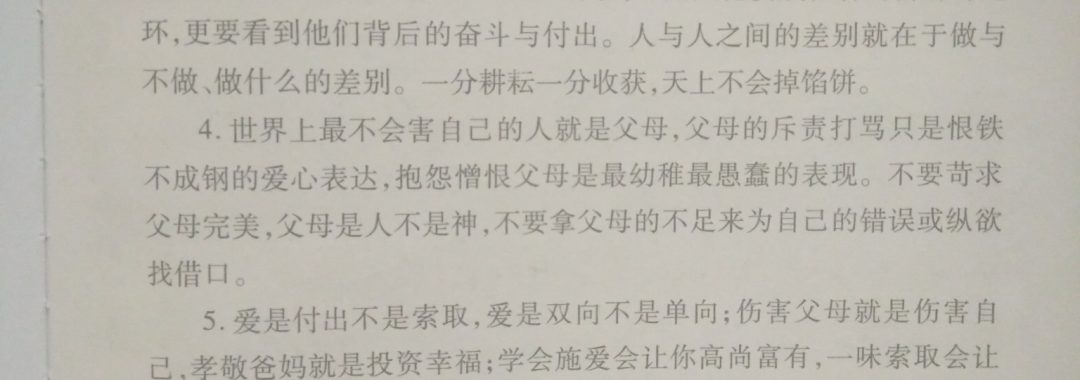 环,更要看到他们背后的奋斗与付出。人与人之间的差别就在于做与
不做、做什么的差别。一分耕耘一分收获,天上不会掉馅饼。
4. 世界上最不会害自己的人就是父母,父母的斥责打骂只是恨铁
不成钢的爱心表达,抱怨憎恨父母是最幼稚最愚蠢的表现。不要苛求
父母完美,父母是人不是神,不要拿父母的不足来为自己的错误或纵欲
找借口。
5. 爱是付出不是索取,爱是双向不是单向;伤害父母就是伤害自
己,孝敬爸妈就是投资幸福;学会施爱会让你高尚富有,一味索取会让